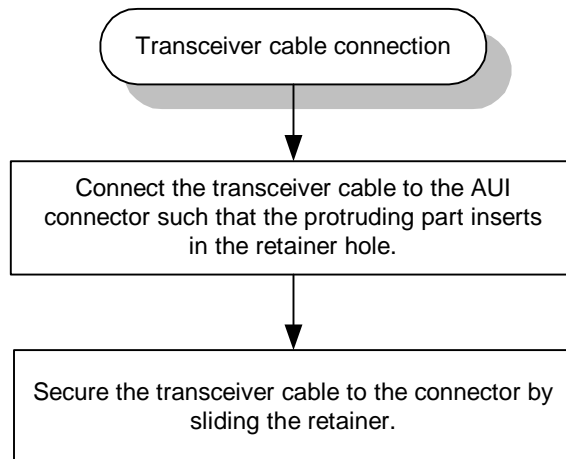 Transceiver cable connection
Connect the transceiver cable to the AUI
connector such that the protruding part inserts
in the retainer hole.
Secure the transceiver cable to the connector by
sliding the retainer.